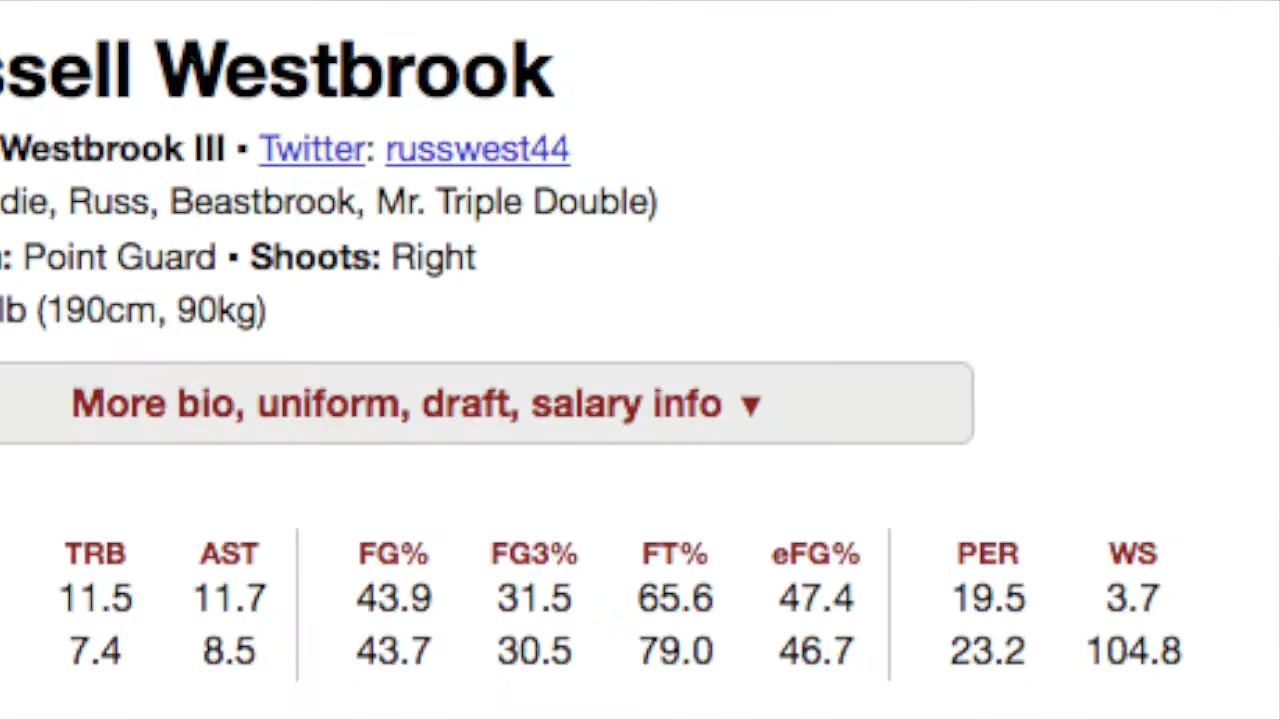 ssell Westbrook
Westbrook III ▪ Twitter: russwest44
die, Russ, Beastbrook, Mr. Triple Double)
: Point Guard ▪ Shoots: Right
lb (190cm, 90kg)
More bio, uniform, draft, salary info ▼
TRB AST FG% FG3% FT% eFG% PER WS
11.5 11.7 43.9 31.5 65.6 47.4 19.5 3.7
7.4 8.5 43.7 30.5 79.0 46.7 23.2 104.8